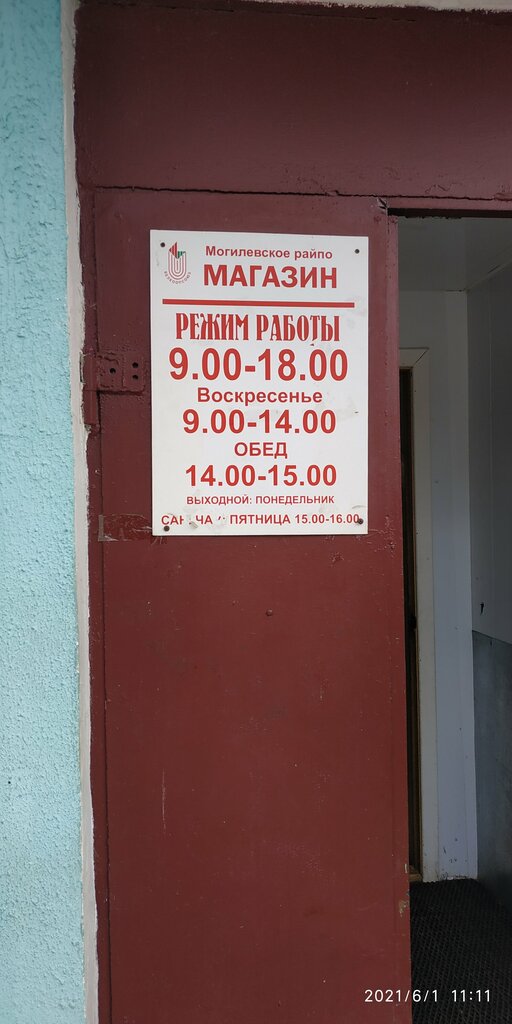 Могилевское райпо
МАГАЗИН
БЕЛКООПСОЮЗ
РЕЖИМ РАБОТЫ
9.00-18.00
Воскресенье
9.00-14.00
ОБЕД
14.00-15.00
ВЫХОДНОЙ: ПОНЕДЕЛЬНИК
ПЯТНИЦА 15.00-16.00
2021/6/1 11:11